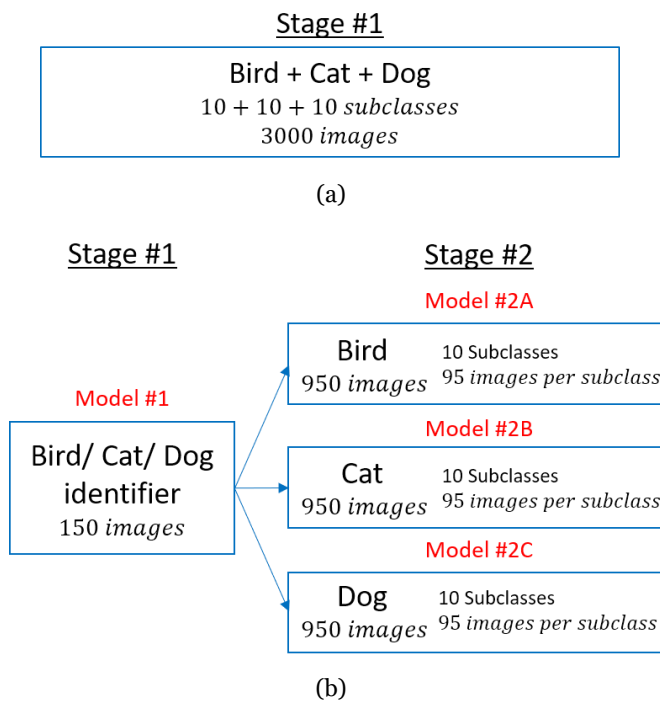 Stage #1
Bird + Cat + Dog
10 + 10 + 10 subclasses
3000 images
(a)
Stage #1
Stage #2
Model #2A
Bird
950 images
10 Subclasses
95 images per subclass
Model #1
Bird/ Cat/ Dog
identifier
150 images
Model #2B
Cat
950 images
10 Subclasses
95 images per subclass
Model #2C
Dog
950 images
10 Subclasses
95 images per subclass
(b)